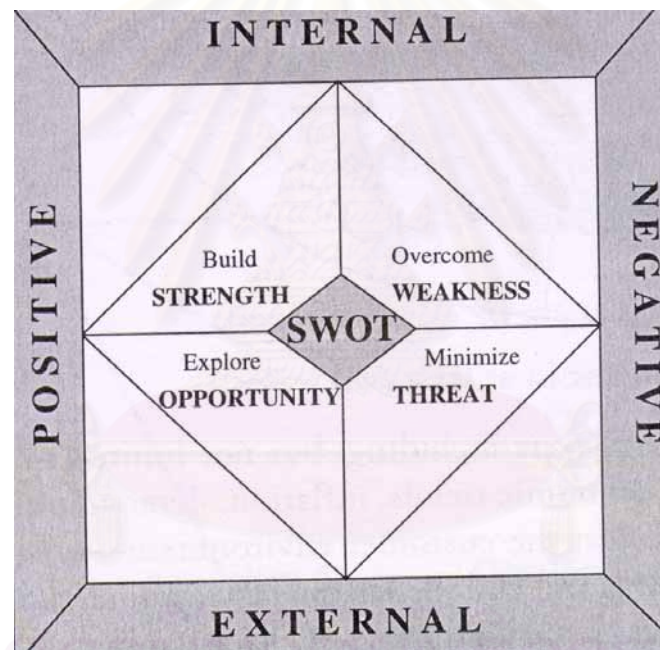 INTERNAL
POSITIVE
NEGATIVE
Build
STRENGTH
Overcome
WEAKNESS
SWOT
Explore
OPPORTUNITY
Minimize
THREAT
EXTERNAL